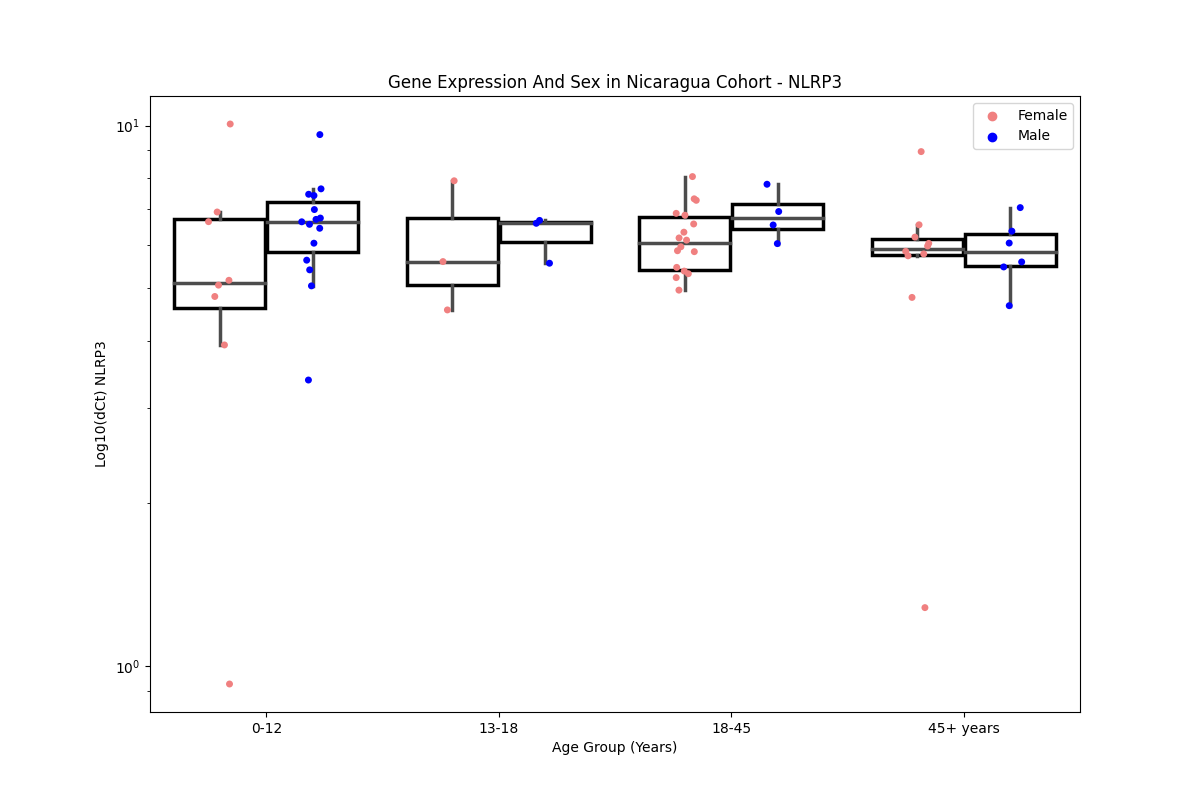 Gene Expression And Sex in Nicaragua Cohort - NLRP3
Female
Male
10¹
10⁰
Log10(dCt) NLRP3
0-12
13-18
18-45
45+ years
Age Group (Years)